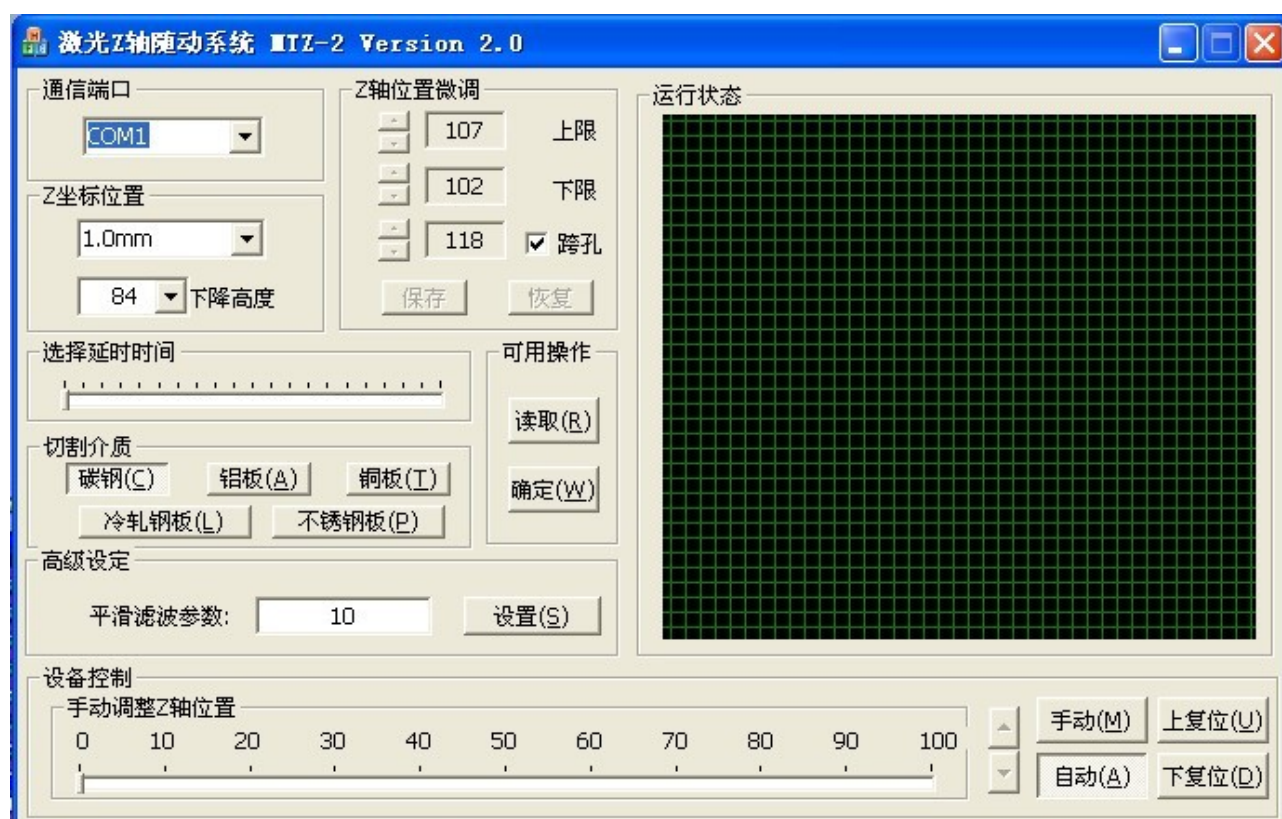 激光Z轴随动系统 MTZ-2 Version 2.0
通信端口
COM1
Z坐标位置
1.0mm
84 下降高度
Z轴位置微调
107 上限
102 下限
118 跨孔
保存 恢复
选择延时时间
可用操作
读取(R)
确定(W)
切割介质
碳钢(C) 铝板(A) 铜板(T)
冷轧钢板(L) 不锈钢板(P)
高级设定
平滑滤波参数: 10 设置(S)
运行状态
设备控制
手动调整Z轴位置
0 10 20 30 40 50 60 70 80 90 100
手动(M) 上复位(U)
自动(A) 下复位(D)